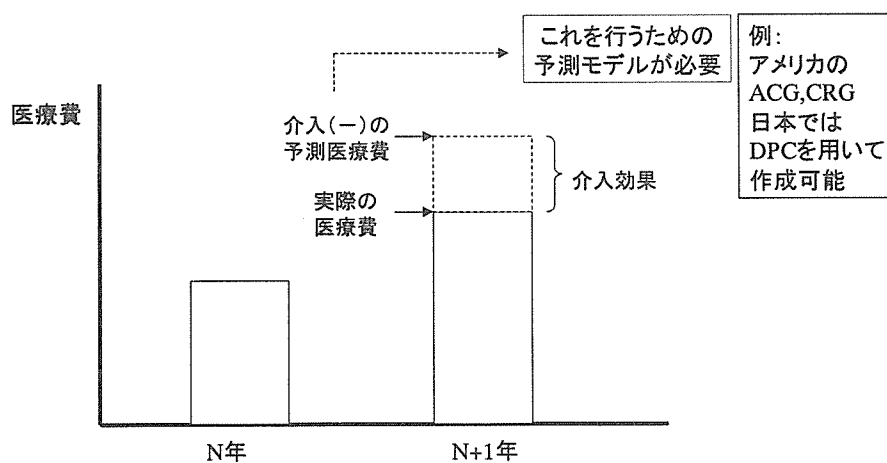 これを行うための
予測モデルが必要
例:
アメリカの
ACG,CRG
日本では
DPCを用いて
作成可能
医療費
介入(−)の
予測医療費
介入効果
実際の
医療費
N年
N+1年